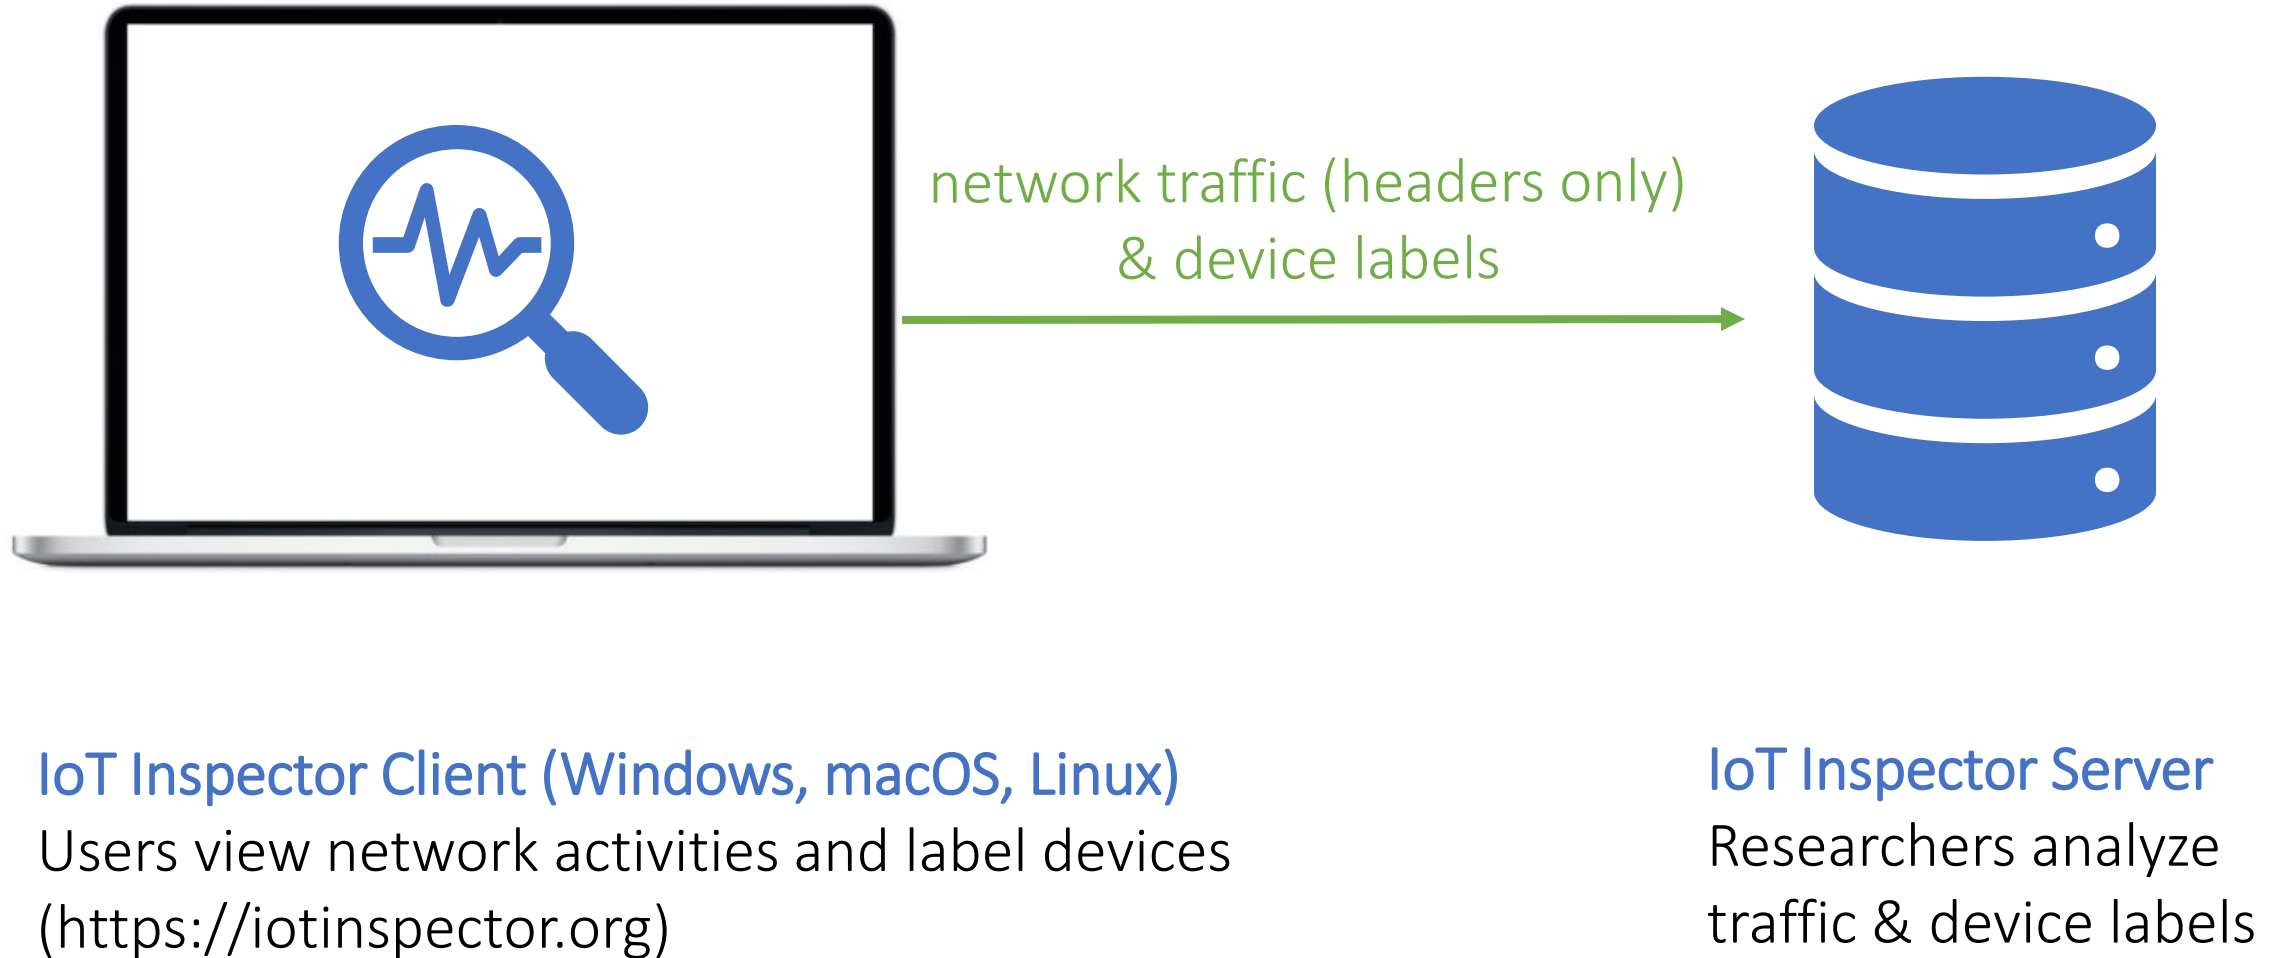 network traffic (headers only)
& device labels
IoT Inspector Client (Windows, macOS, Linux)
Users view network activities and label devices
(https://iotinspector.org)
IoT Inspector Server
Researchers analyze
traffic & device labels